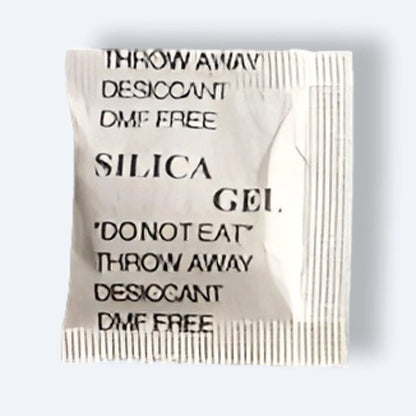 THROW AWAY
DESICCANT
DMF FREE
SILICA
GEL
"DO NOT EAT"
THROW AWAY
DESICCANT
DMF FREE